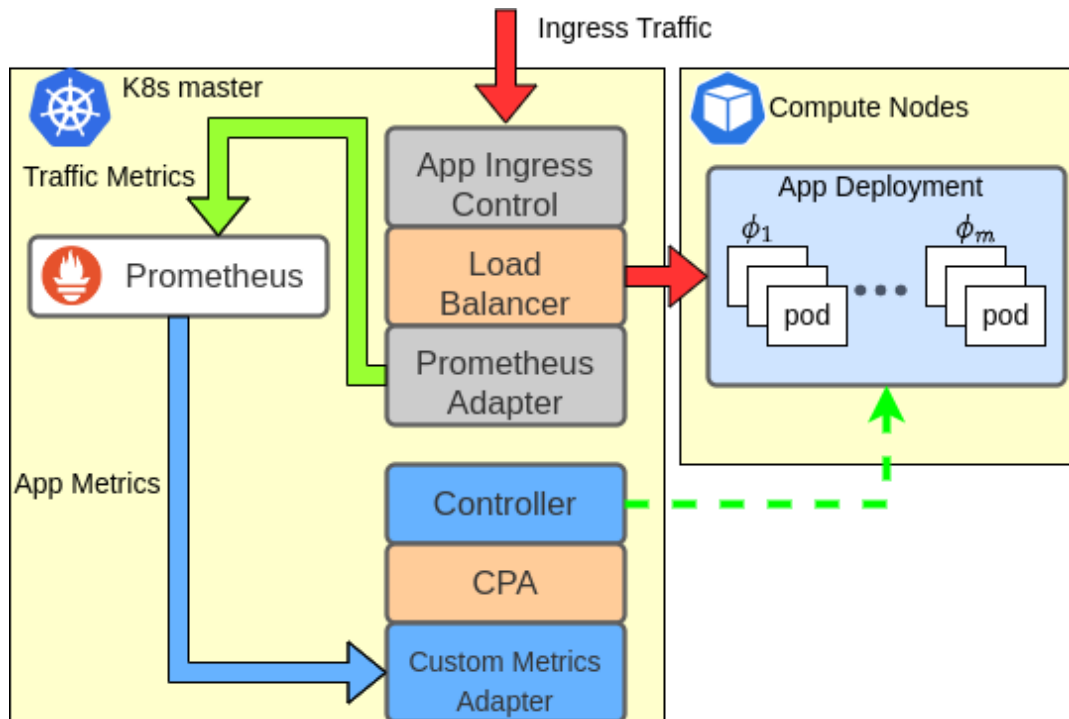 Ingress Traffic
K8s master
Traffic Metrics
App Ingress
Control
Load
Balancer
Prometheus
Adapter
Prometheus
App Metrics
Controller
CPA
Custom Metrics
Adapter
Compute Nodes
App Deployment
ϕ1
ϕm
pod
pod